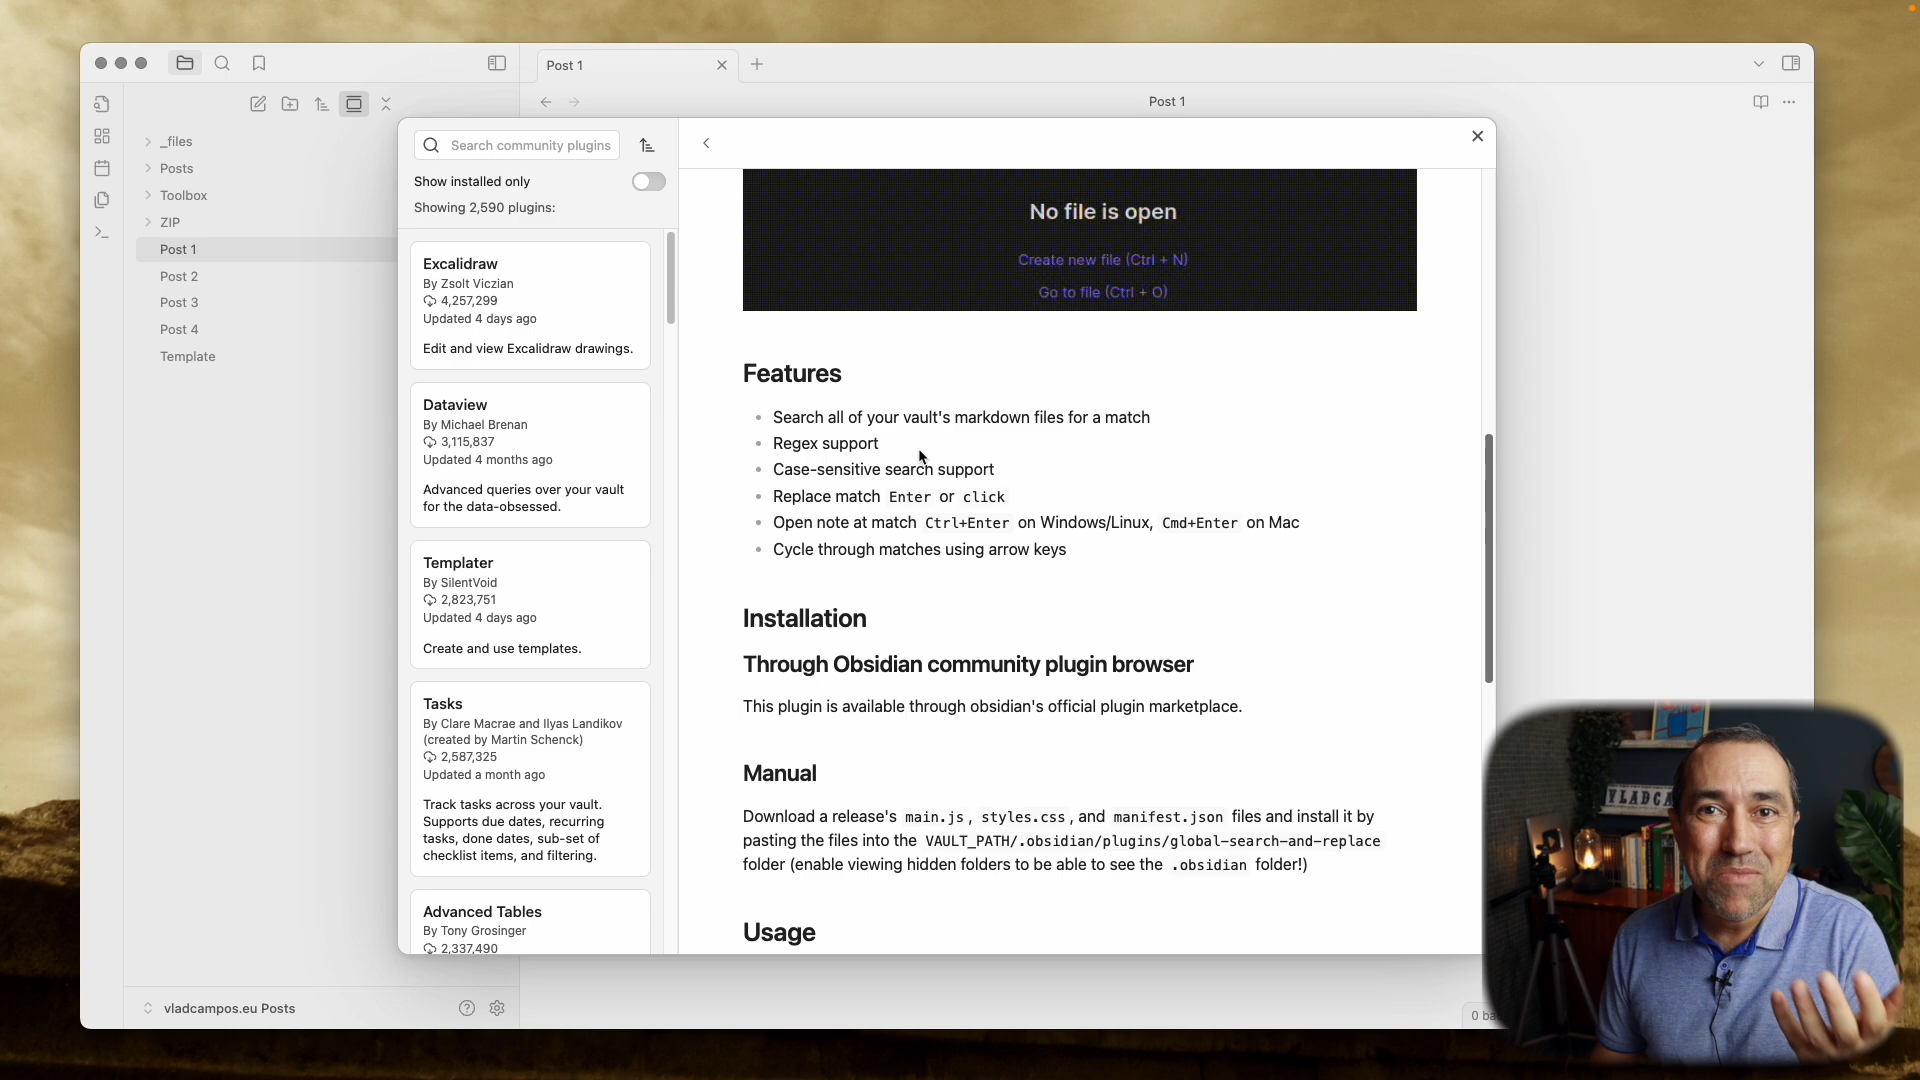 Post 1
Post 1
_files
Posts
Toolbox
ZIP
Post 1
Post 2
Post 3
Post 4
Template
vladcampos.eu Posts
Search community plugins
Show installed only
Showing 2,590 plugins:
Excalidraw
By Zsolt Viczian
4,257,299
Updated 4 days ago
Edit and view Excalidraw drawings.
Dataview
By Michael Brenan
3,115,837
Updated 4 months ago
Advanced queries over your vault
for the data-obsessed.
Templater
By SilentVoid
2,823,751
Updated 4 days ago
Create and use templates.
Tasks
By Clare Macrae and Ilyas Landikov
(created by Martin Schenck)
2,587,325
Updated a month ago
Track tasks across your vault.
Supports due dates, recurring
tasks, done dates, sub-set of
checklist items, and filtering.
Advanced Tables
By Tony Grosinger
2,337,490
No file is open
Create new file (Ctrl + N)
Go to file (Ctrl + O)
Features
Search all of your vault's markdown files for a match
Regex support
Case-sensitive search support
Replace match Enter or click
Open note at match Ctrl+Enter on Windows/Linux, Cmd+Enter on Mac
Cycle through matches using arrow keys
Installation
Through Obsidian community plugin browser
This plugin is available through obsidian's official plugin marketplace.
Manual
Download a release's main.js, styles.css, and manifest.json files and install it by
pasting the files into the VAULT_PATH/.obsidian/plugins/global-search-and-replace
folder (enable viewing hidden folders to be able to see the .obsidian folder!)
Usage
0 ba
VLADCA